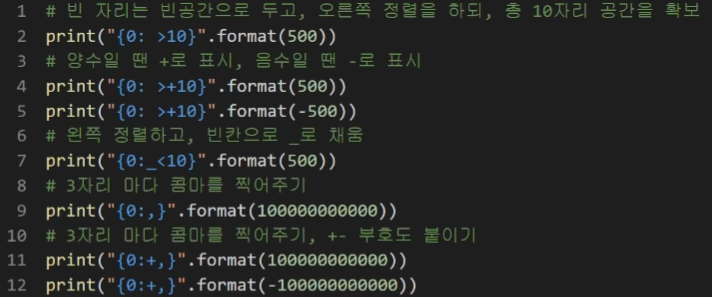 1 # 빈 자리는 빈공간으로 두고, 오른쪽 정렬을 하되, 총 10자리 공간을 확보
2 print("{0: >10}".format(500))
3 # 양수일 땐 +로 표시, 음수일 땐 -로 표시
4 print("{0: >+10}".format(500))
5 print("{0: >+10}".format(-500))
6 # 왼쪽 정렬하고, 빈칸으로 _로 채움
7 print("{0:_<10}".format(500))
8 # 3자리 마다 콤마를 찍어주기
9 print("{0:,}".format(100000000000))
10 # 3자리 마다 콤마를 찍어주기, +- 부호도 붙이기
11 print("{0:+,}".format(100000000000))
12 print("{0:+,}".format(-100000000000))